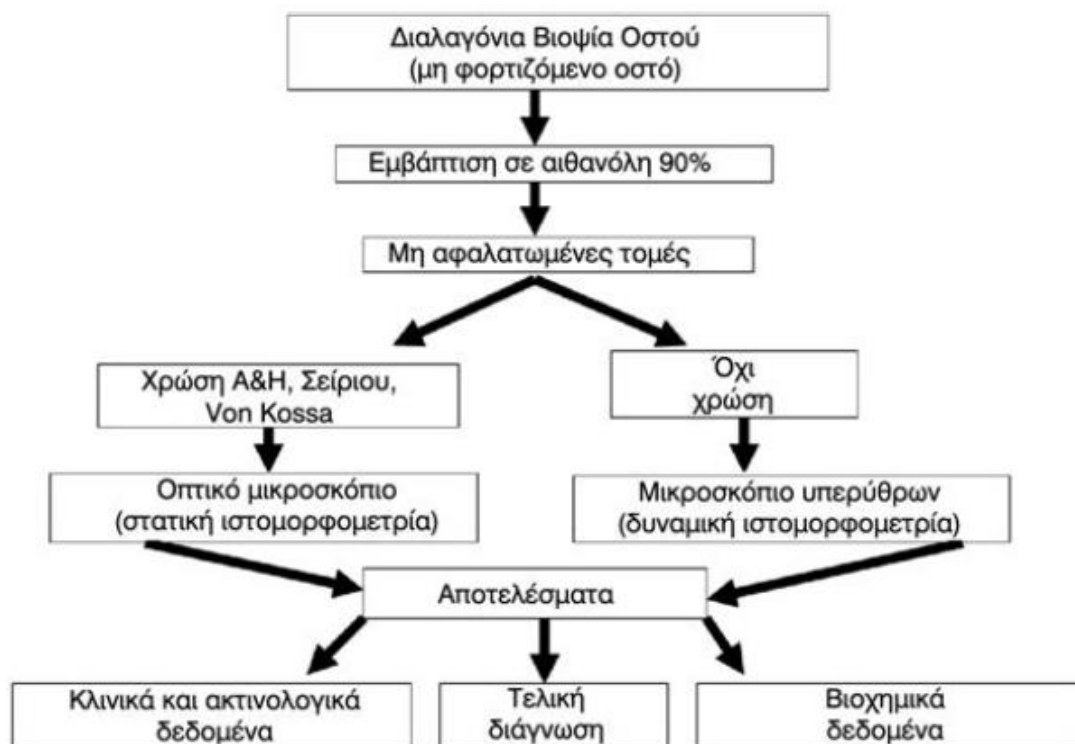 Διαλαγόνια Βιοψία Οστού
(μη φορτιζόμενο οστό)
Εμβάπτιση σε αιθανόλη 90%
Μη αφαλατωμένες τομές
Χρώση Α&Η, Σείριου,
Von Kossa
Όχι
χρώση
Οπτικό μικροσκόπιο
(στατική ιστομορφομετρία)
Μικροσκόπιο υπερύθρων
(δυναμική ιστομορφομετρία)
Αποτελέσματα
Κλινικά και ακτινολογικά
δεδομένα
Τελική
διάγνωση
Βιοχημικά
δεδομένα